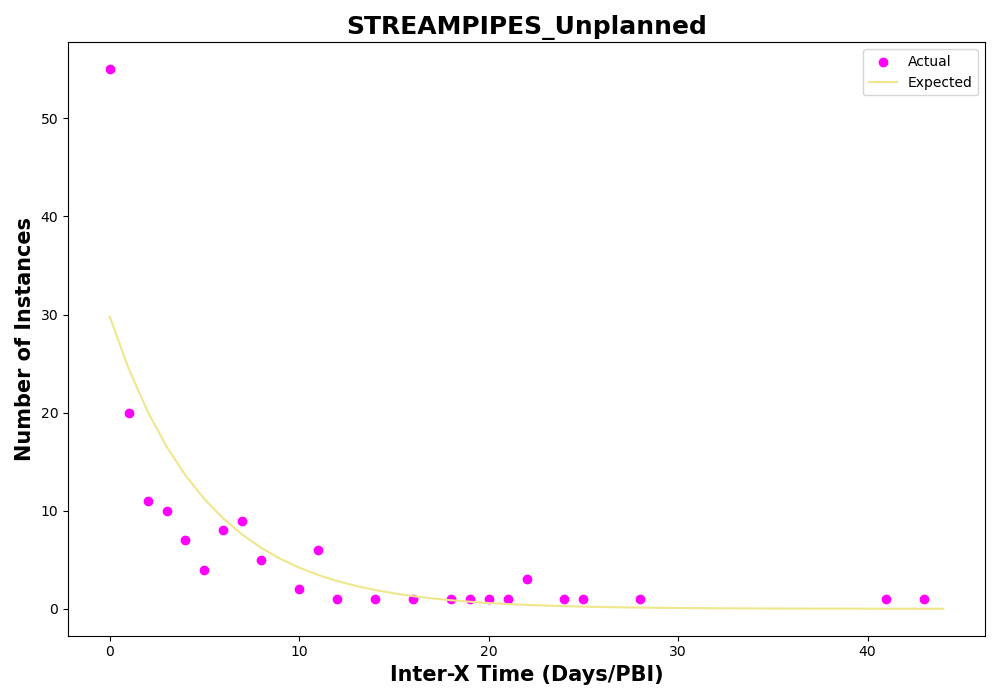 STREAMPIPES_Unplanned
Actual
Expected
Number of Instances
50
40
30
20
10
0
0 10 20 30 40
Inter-X Time (Days/PBI)